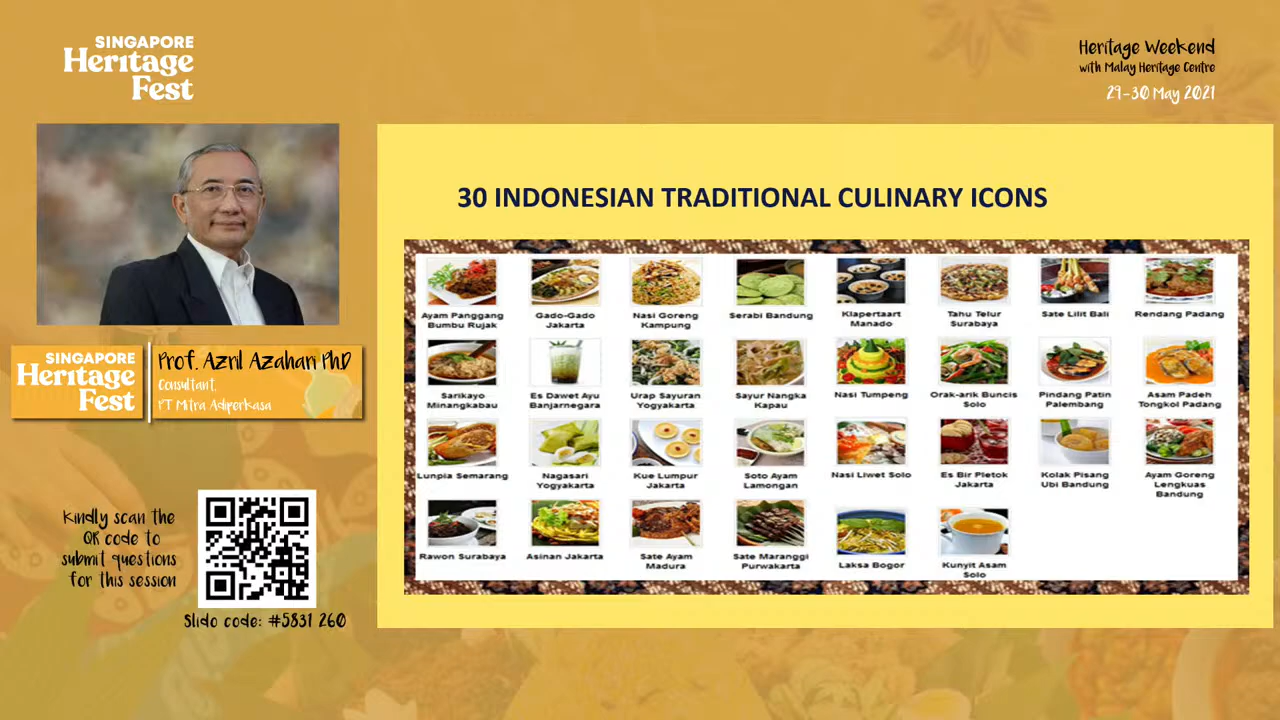 SINGAPORE
Heritage
Fest
Heritage Weekend
with Malay Heritage Centre
29-30 May 2021
SINGAPORE
Heritage
Fest
Prof. Azril Azahari PhD
Consultant,
PT Mitra Adiperkasa
Kindly scan the
QR code to
submit questions
for this session
Slido code: #5831 260
30 INDONESIAN TRADITIONAL CULINARY ICONS
Ayam Panggang
Bumbu Rujak
Gado-Gado
Jakarta
Nasi Goreng
Kampung
Serabi Bandung
Klapertaart
Manado
Tahu Telur
Surabaya
Sate Lilit Bali
Rendang Padang
Sarikayo
Minangkabau
Es Dawet Ayu
Banjarnegara
Urap Sayuran
Yogyakarta
Sayur Nangka
Kapau
Nasi Tumpeng
Orak-arik Buncis
Solo
Pindang Patin
Palembang
Asam Padeh
Tongkol Padang
Lunpia Semarang
Nagasari
Yogyakarta
Kue Lumpur
Jakarta
Soto Ayam
Lamongan
Nasi Liwet Solo
Es Bir Pletok
Jakarta
Kolak Pisang
Ubi Bandung
Ayam Goreng
Lengkuas
Bandung
Rawon Surabaya
Asinan Jakarta
Sate Ayam
Madura
Sate Maranggi
Purwakarta
Laksa Bogor
Kunyit Asam
Solo